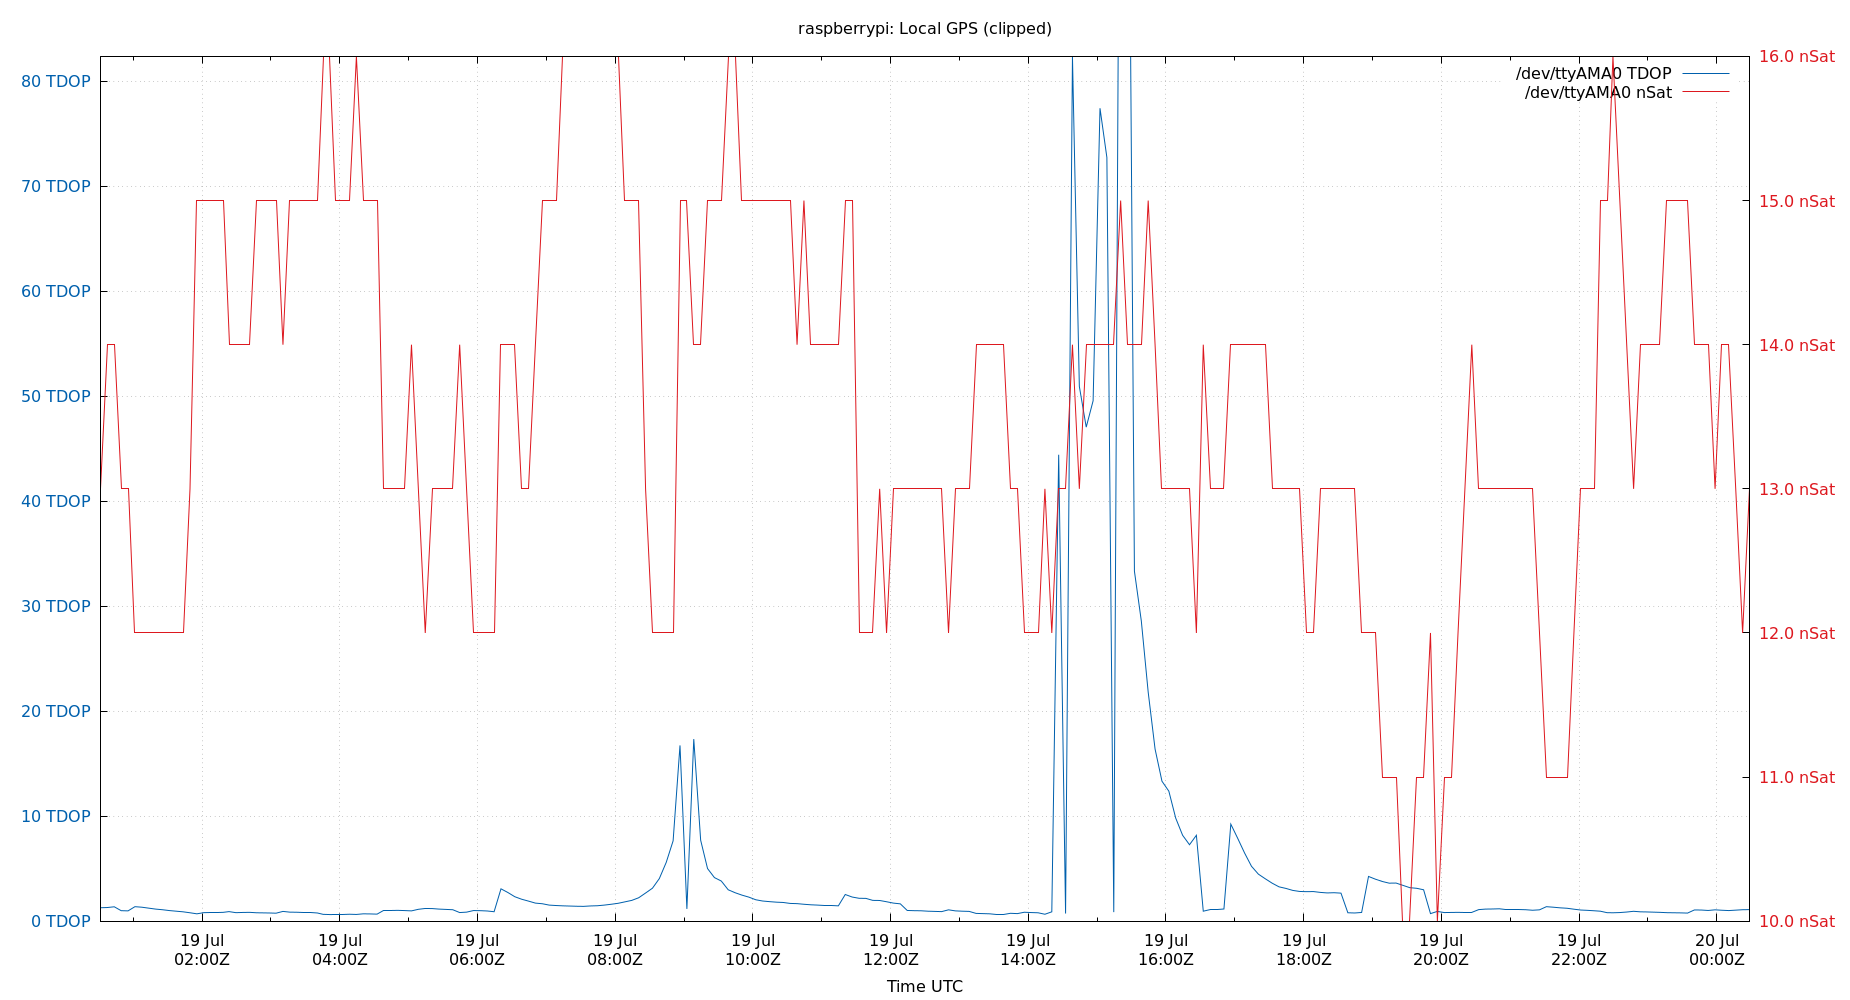 raspberrypi: Local GPS (clipped)
80 TDOP
70 TDOP
60 TDOP
50 TDOP
40 TDOP
30 TDOP
20 TDOP
10 TDOP
0 TDOP
/dev/ttyAMA0 TDOP
/dev/ttyAMA0 nSat
16.0 nSat
15.0 nSat
14.0 nSat
13.0 nSat
12.0 nSat
11.0 nSat
10.0 nSat
19 Jul 19 Jul 19 Jul 19 Jul 19 Jul 19 Jul 19 Jul 19 Jul 19 Jul 19 Jul 19 Jul 20 Jul
02:00Z 04:00Z 06:00Z 08:00Z 10:00Z 12:00Z 14:00Z 16:00Z 18:00Z 20:00Z 22:00Z 00:00Z
Time UTC